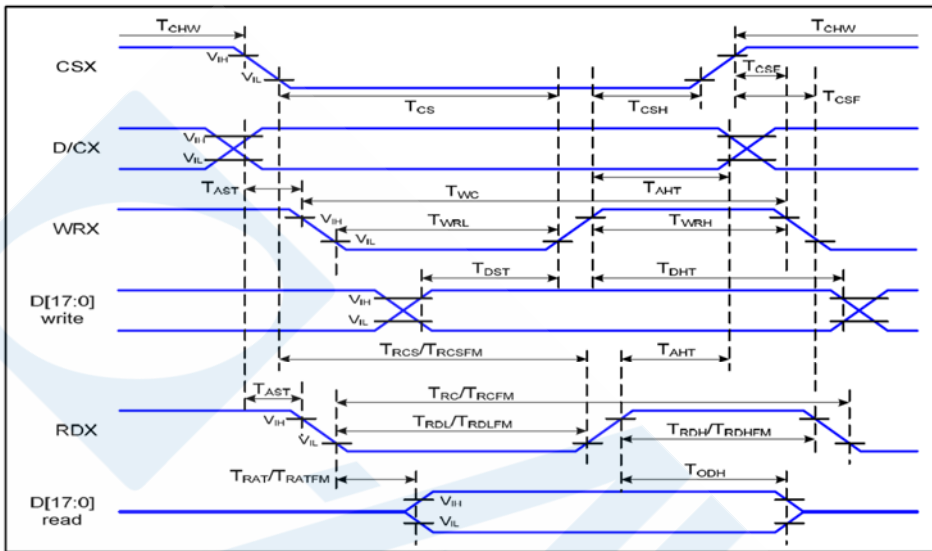 TCHW TCHW
CSX VIH
VIL
TCSF
TCS TCSH TCSF
D/CX VIH
VIL
TAST TWC TAHT
WRX VIH
VIL TWRL TWRH
TDST TDHT
D[17:0] VIH
write VIL
TRCS/TRCSFM TAHT
TAST TRC/TRCFM
RDX VIH
VIL TRDL/TRDLFM TRDH/TRDHFM
TRAT/TRATFM TODH
D[17:0] VIH
read VIL